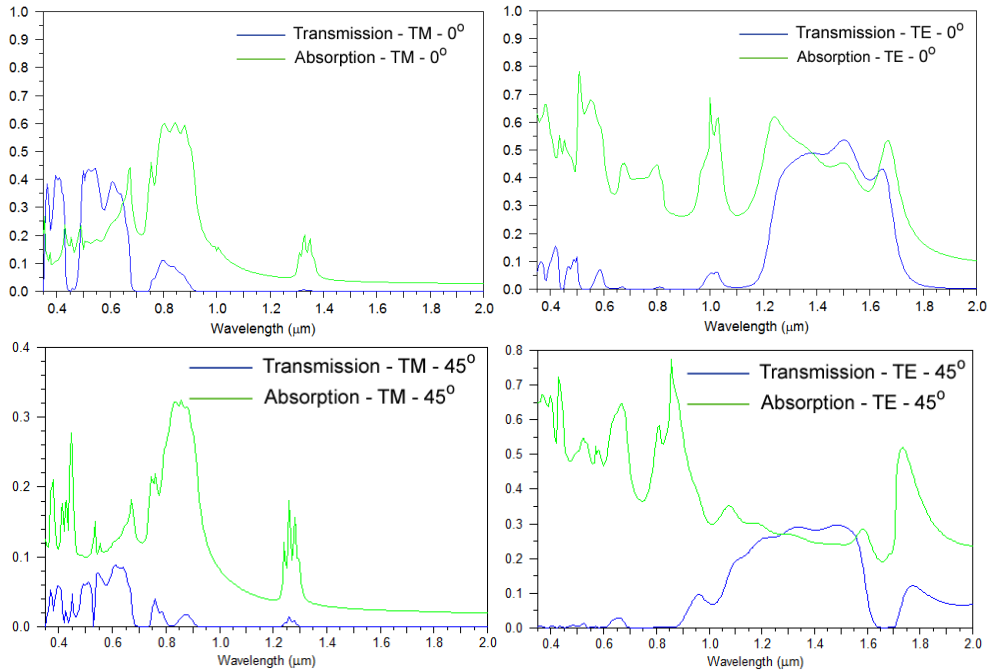 Transmission - TM - 0°
Absorption - TM - 0°
1.0
0.9
0.8
0.7
0.6
0.5
0.4
0.3
0.2
0.1
0.0
0.4 0.6 0.8 1.0 1.2 1.4 1.6 1.8 2.0
Wavelength (μm)
Transmission - TE - 0°
Absorption - TE - 0°
1.0
0.9
0.8
0.7
0.6
0.5
0.4
0.3
0.2
0.1
0.0
0.4 0.6 0.8 1.0 1.2 1.4 1.6 1.8 2.0
Wavelength (μm)
Transmission - TM - 45°
Absorption - TM - 45°
0.4
0.3
0.2
0.1
0.0
0.4 0.6 0.8 1.0 1.2 1.4 1.6 1.8 2.0
Wavelength (μm)
Transmission - TE - 45°
Absorption - TE - 45°
0.8
0.7
0.6
0.5
0.4
0.3
0.2
0.1
0.0
0.4 0.6 0.8 1.0 1.2 1.4 1.6 1.8 2.0
Wavelength (μm)